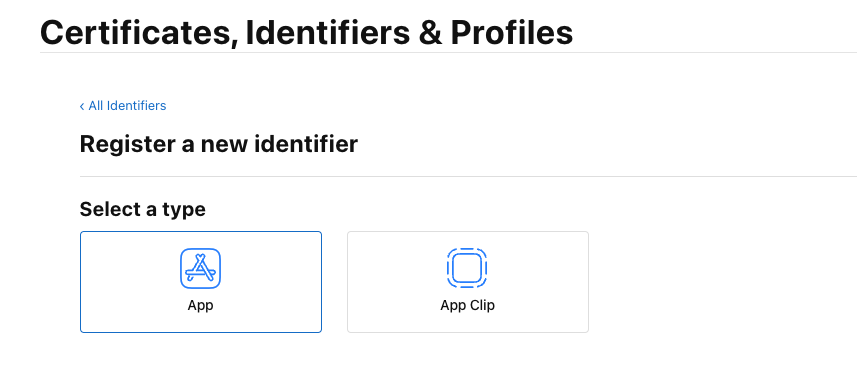 Certificates, Identifiers & Profiles
‹ All Identifiers
Register a new identifier
Select a type
App
App Clip